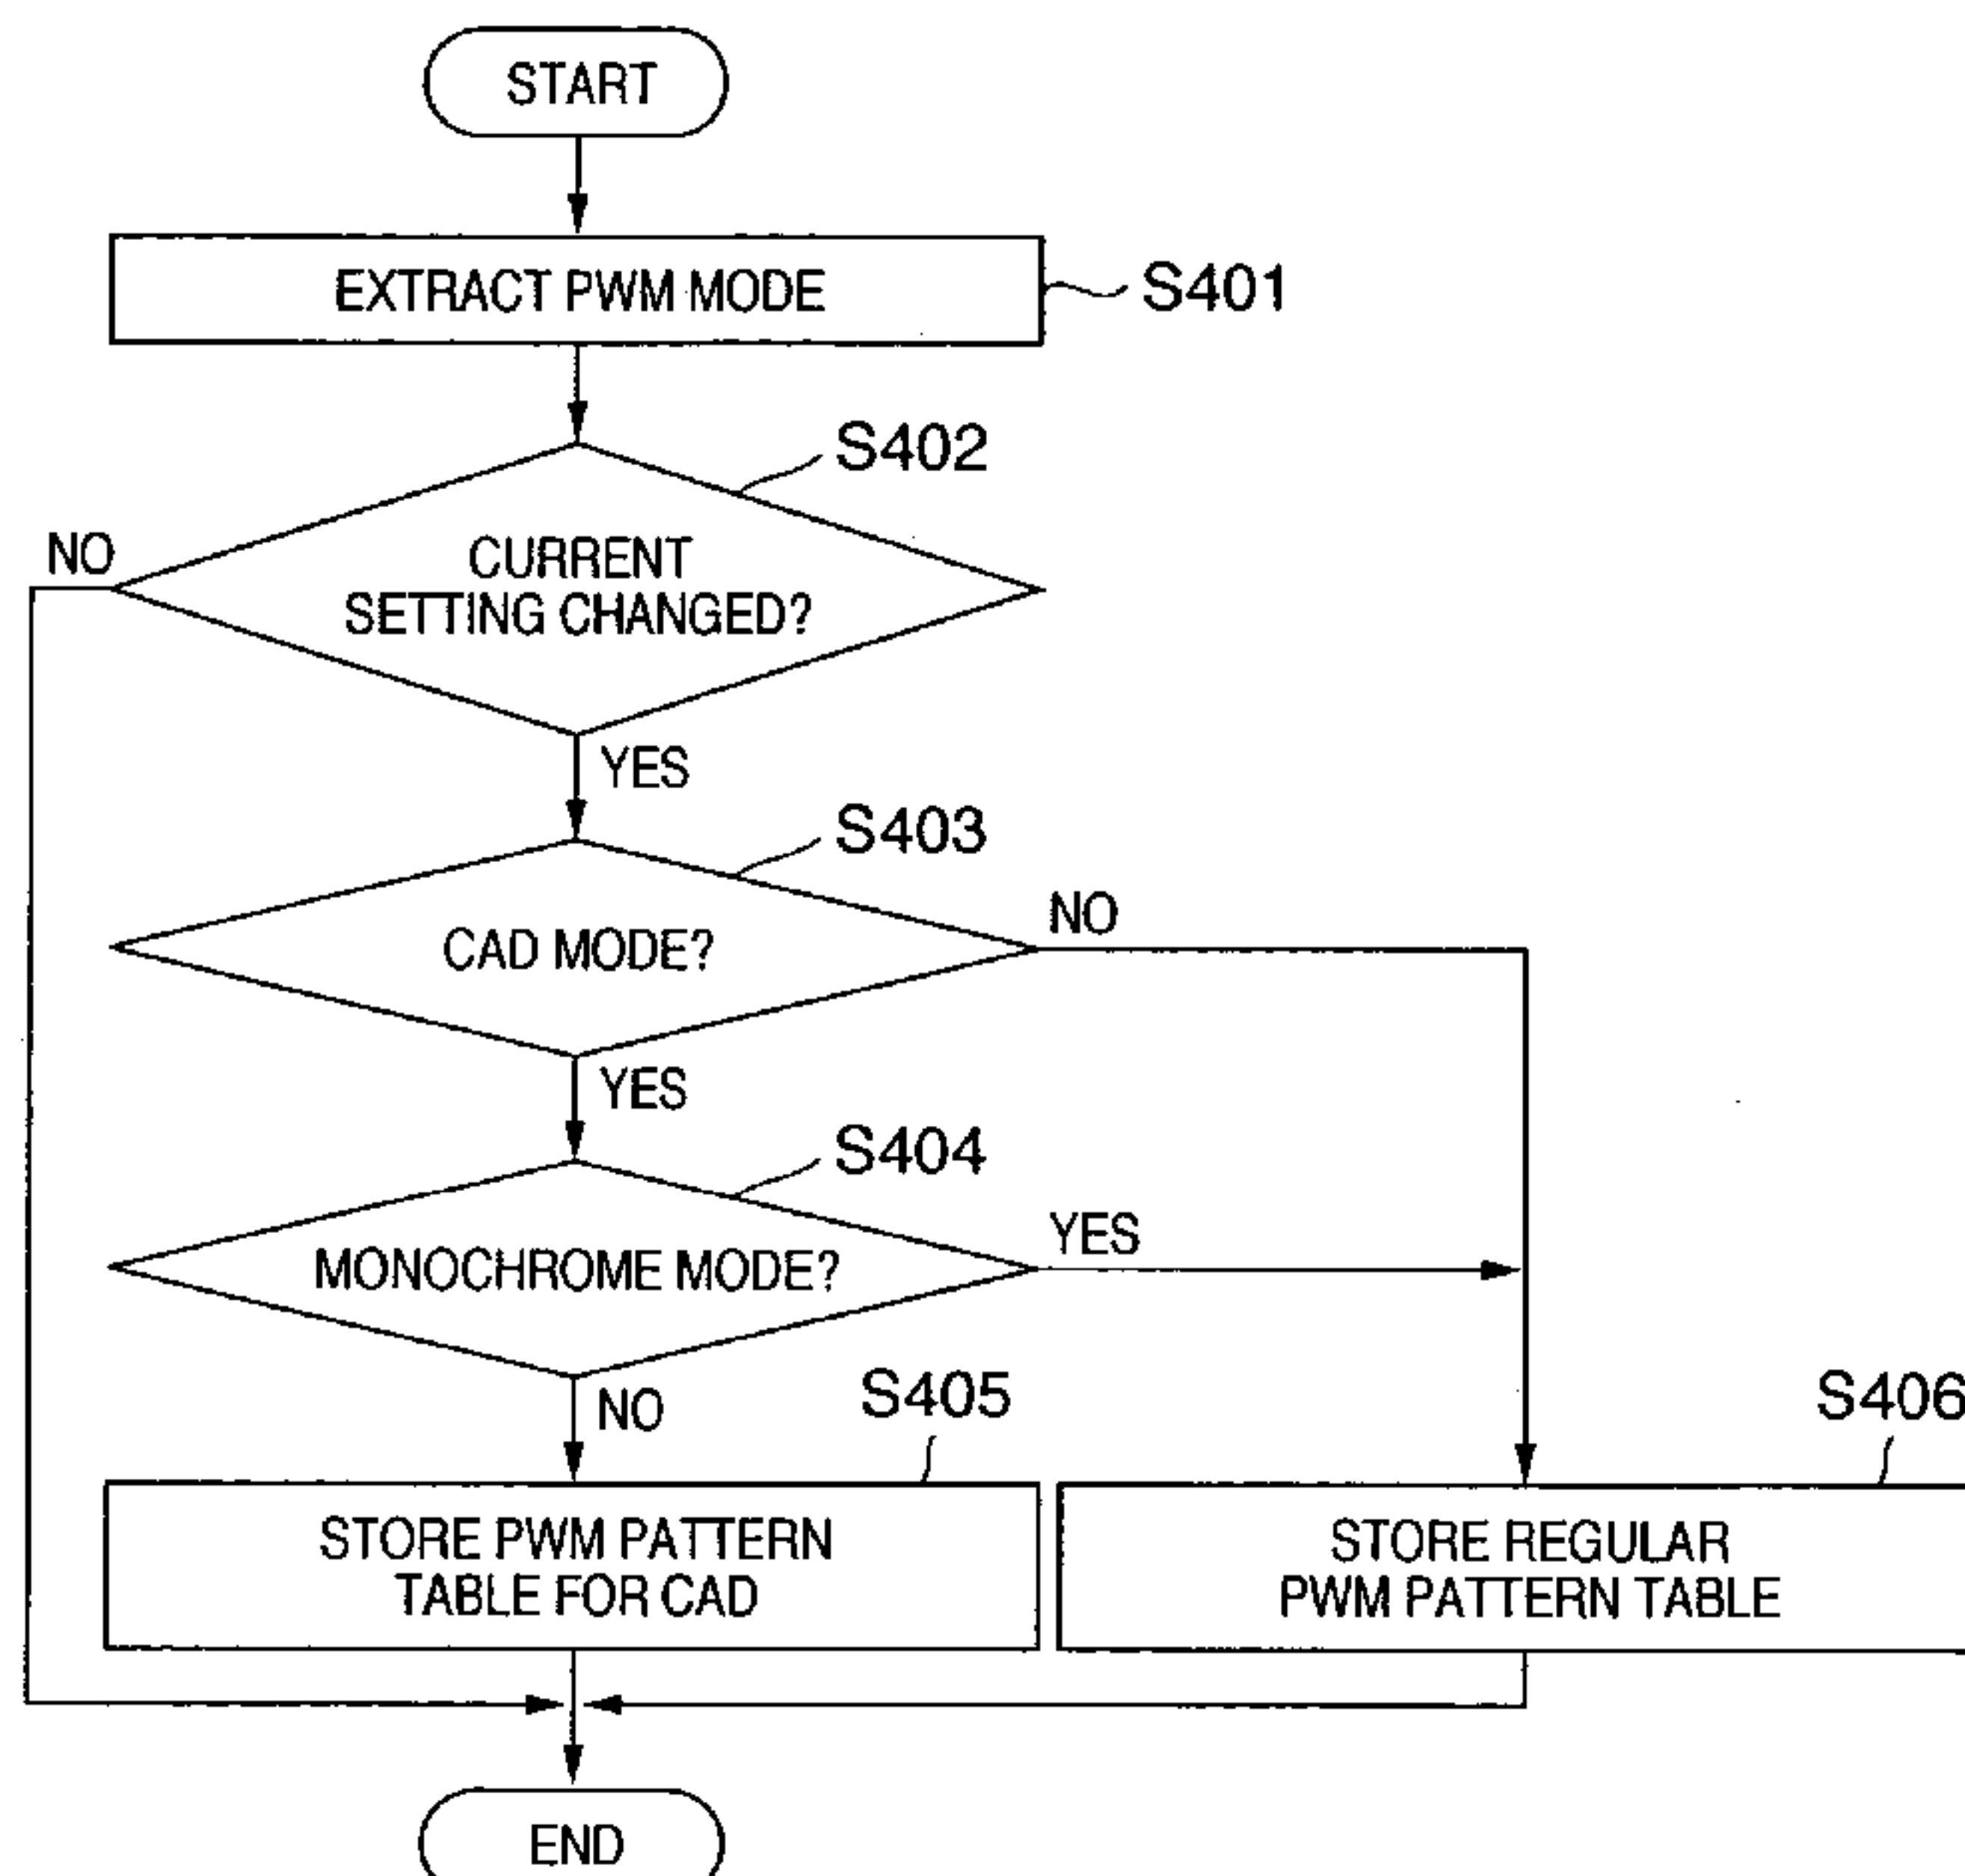 START
EXTRACT PWM MODE
S401
S402
NO
CURRENT
SETTING CHANGED?
YES
S403
NO
CAD MODE?
YES
S404
YES
MONOCHROME MODE?
NO
S405
S406
STORE PWM PATTERN
TABLE FOR CAD
STORE REGULAR
PWM PATTERN TABLE
END